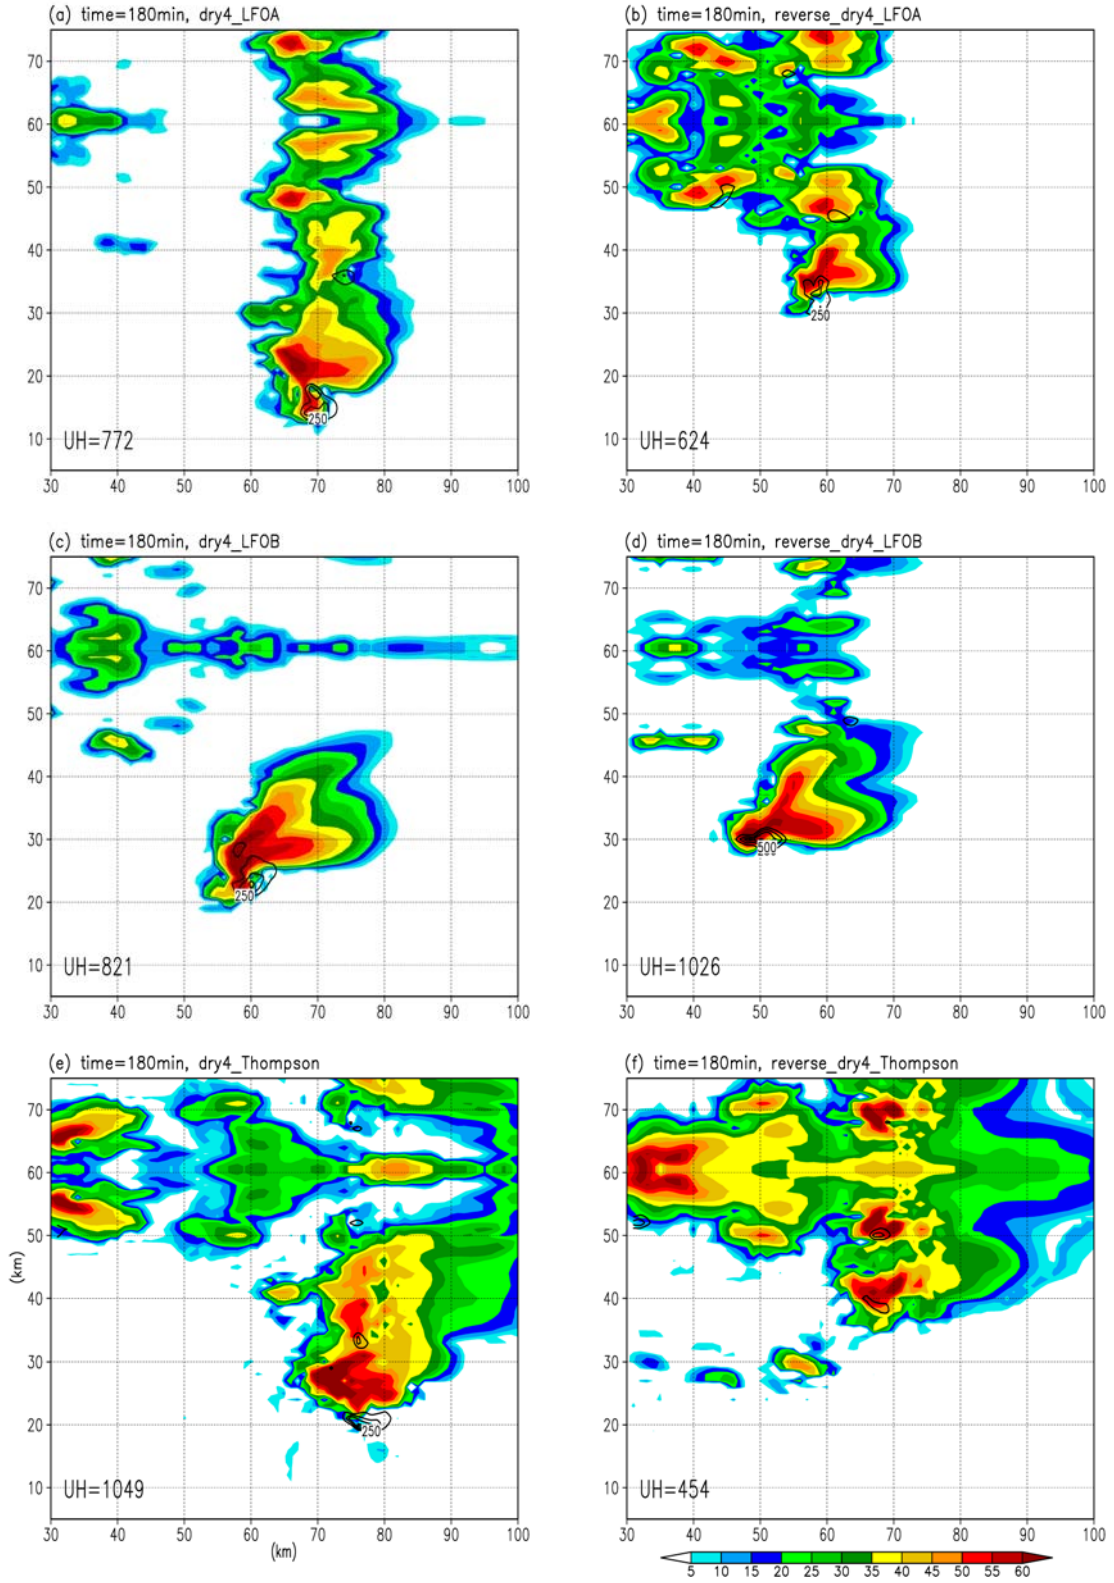 (a) time=180min, dry4_LFOA
70
60
50
40
30
20
10
250
UH=772
30 40 50 60 70 80 90 100
(b) time=180min, reverse_dry4_LFOA
70
60
50
40
30
20
10
250
UH=624
30 40 50 60 70 80 90 100
(c) time=180min, dry4_LFOB
70
60
50
40
30
20
10
250
UH=821
30 40 50 60 70 80 90 100
(d) time=180min, reverse_dry4_LFOB
70
60
50
40
30
20
10
500
UH=1026
30 40 50 60 70 80 90 100
(e) time=180min, dry4_Thompson
70
60
50
40
30
20
10
(km)
250
UH=1049
30 40 50 60 70 80 90 100
(km)
(f) time=180min, reverse_dry4_Thompson
70
60
50
40
30
20
10
UH=454
30 40 50 60 70 80 90 100
5 10 15 20 25 30 35 40 45 50 55 60